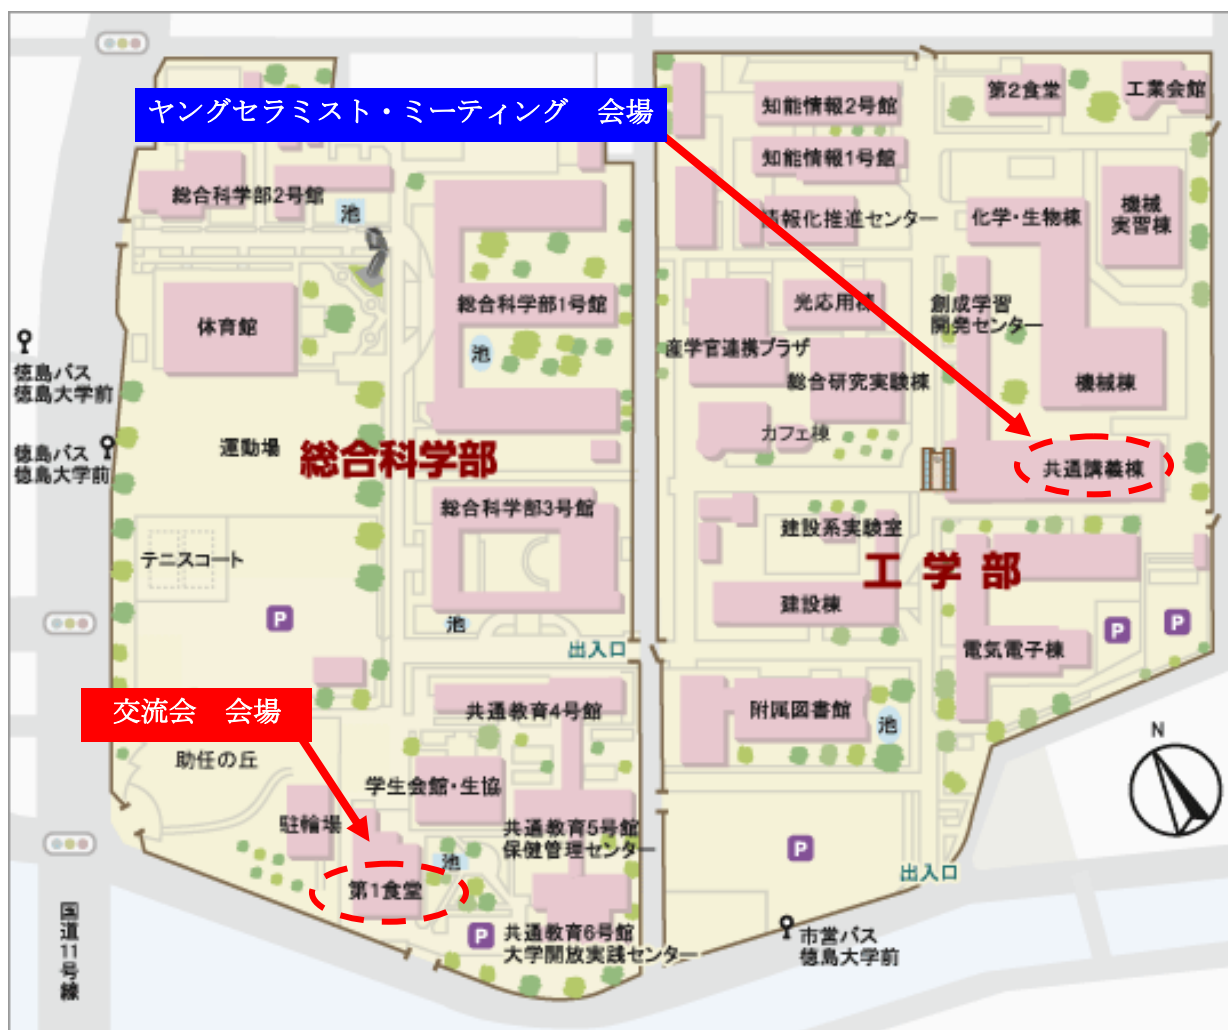 ヤングセラミスト・ミーティング　会場
総合科学部2号館
池
体育館
総合科学部1号館
池
徳島バス
徳島大学前
徳島バス
徳島大学前
運動場
総合科学部
総合科学部3号館
テニスコート
P
池
出入口
交流会　会場
助任の丘
共通教育4号館
学生会館・生協
駐輪場
共通教育5号館
保健管理センター
池
第1食堂
P
共通教育6号館
大学開放実践センター
国道11号線
知能情報2号館
第2食堂
工業会館
知能情報1号館
情報化推進センター
化学・生物棟
機械
実習棟
光応用棟
創成学習
開発センター
産学官連携プラザ
総合研究実験棟
機械棟
カフェ棟
共通講義棟
建設系実験室
工学部
建設棟
P
P
電気電子棟
附属図書館
池
N
P
出入口
市営バス
徳島大学前